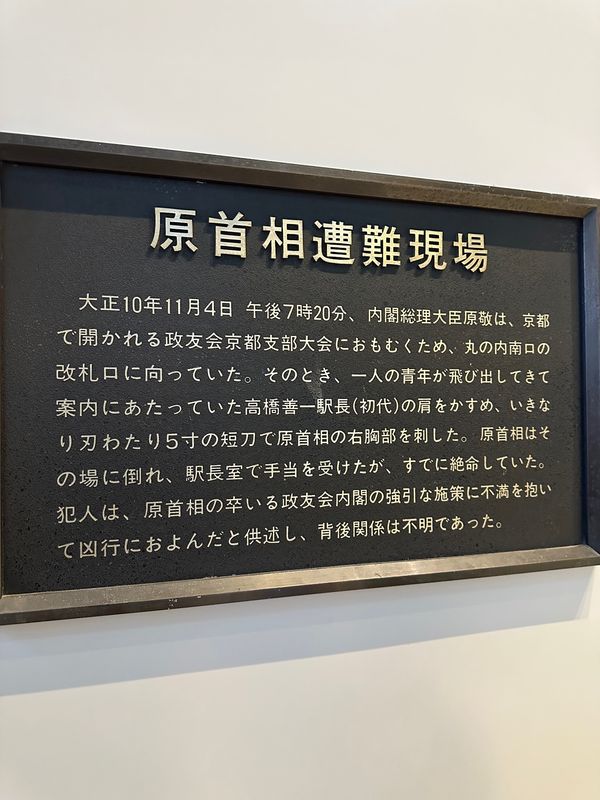 原首相遭難現場
大正10年11月4日 午後7時20分、内閣総理大臣原敬は、京都
で開かれる政友会京都支部大会におもむくため、丸の内南口の
改札口に向っていた。そのとき、一人の青年が飛び出してきて
案内にあたっていた高橋善一駅長(初代)の肩をかすめ、いきな
り刃わたり5寸の短刀で原首相の右胸部を刺した。原首相はそ
の場に倒れ、駅長室で手当を受けたが、すでに絶命していた。
犯人は、原首相の卒いる政友会内閣の強引な施策に不満を抱い
て凶行におよんだと供述し、背後関係は不明であった。